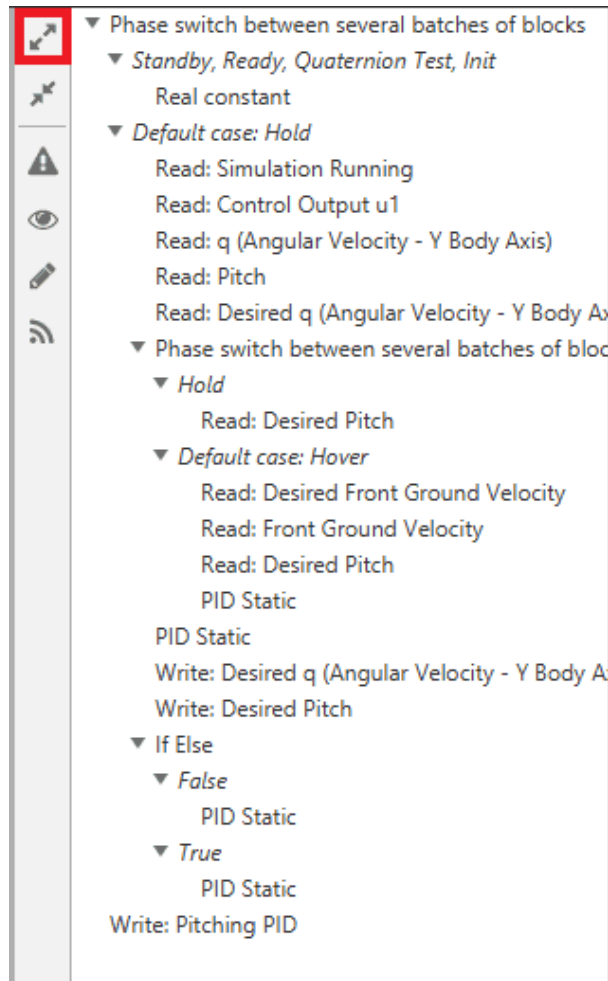 Phase switch between several batches of blocks
Standby, Ready, Quaternion Test, Init
Real constant
Default case: Hold
Read: Simulation Running
Read: Control Output u1
Read: q (Angular Velocity - Y Body Axis)
Read: Pitch
Read: Desired q (Angular Velocity - Y Body Ax
Phase switch between several batches of bloc
Hold
Read: Desired Pitch
Default case: Hover
Read: Desired Front Ground Velocity
Read: Front Ground Velocity
Read: Desired Pitch
PID Static
PID Static
Write: Desired q (Angular Velocity - Y Body A
Write: Desired Pitch
If Else
False
PID Static
True
PID Static
Write: Pitching PID